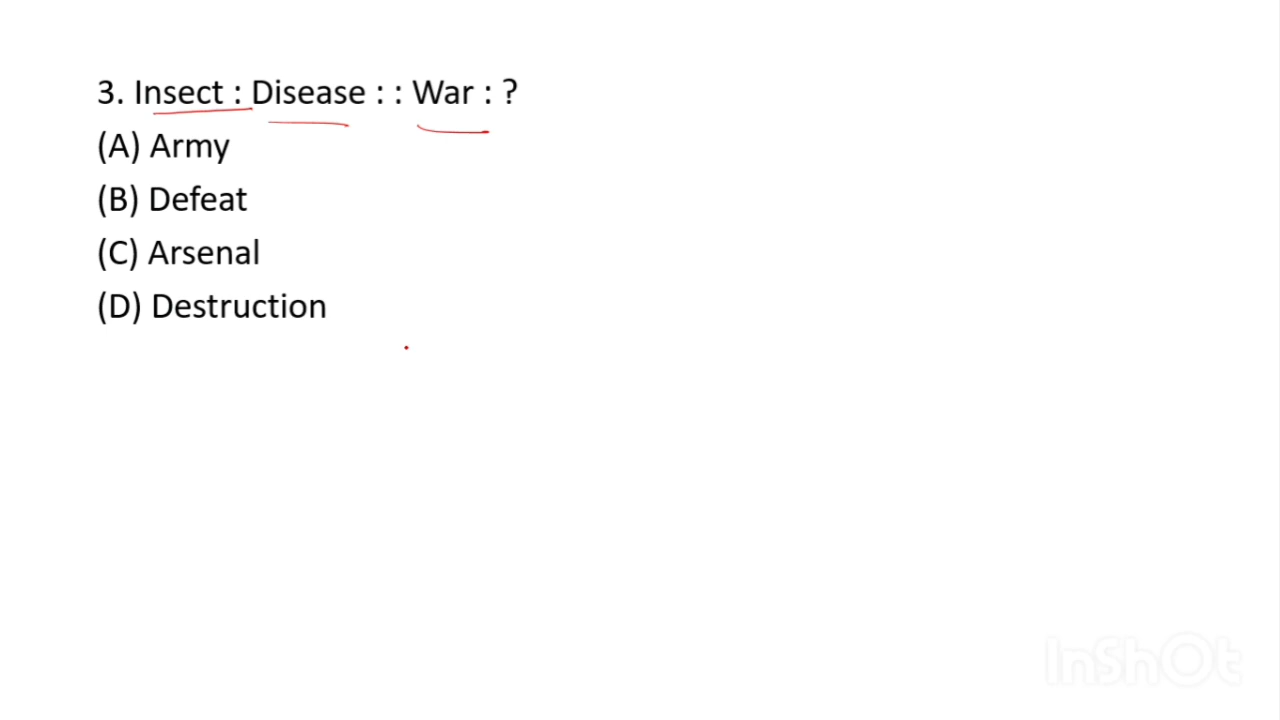 3. Insect : Disease : : War : ?
(A) Army
(B) Defeat
(C) Arsenal
(D) Destruction
InShOt